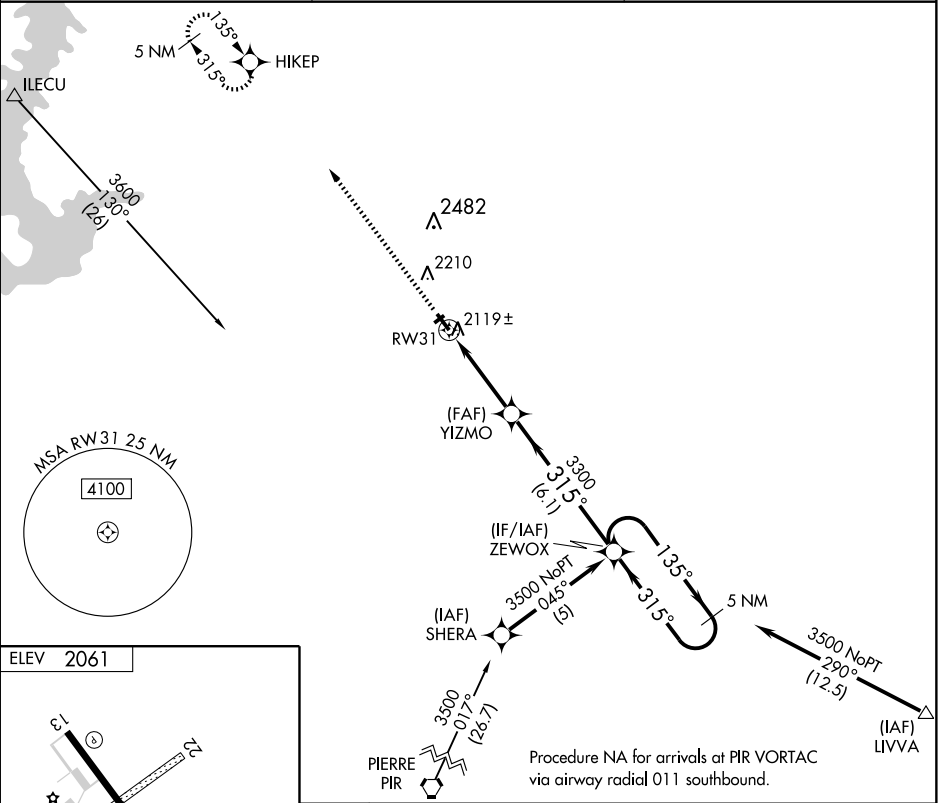 135°
5 NM
315°
HIKEP
ILECU
3600
130°
(26)
2482
2210
2119±
RW31
(FAF)
YIZMO
MSA RW31 25 NM
4100
3300
315°
(6.1)
(IF/IAF)
ZEWOX
135°
315°
5 NM
3500 NoPT
045°
(5)
(IAF)
SHERA
3500 NoPT
290°
(12.5)
(IAF)
LIVVA
3500
017°
(26.7)
PIERRE
PIR
Procedure NA for arrivals at PIR VORTAC
via airway radial 011 southbound.
ELEV 2061
13
P
22